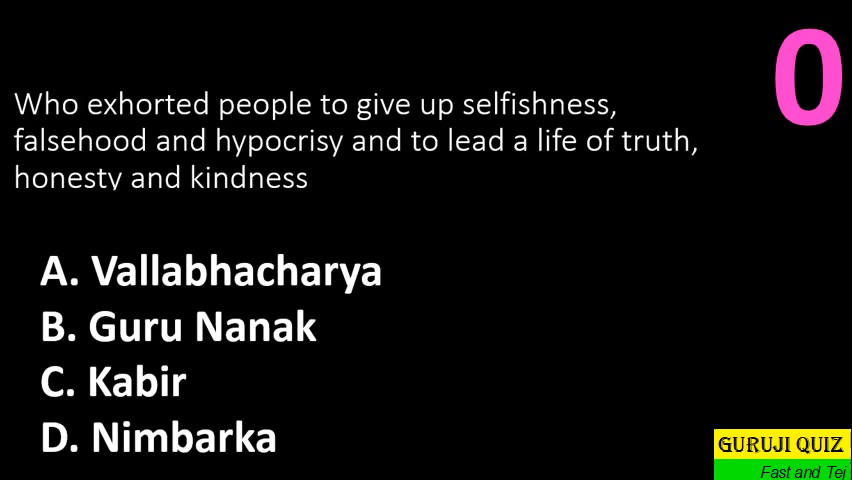 0
Who exhorted people to give up selfishness,
falsehood and hypocrisy and to lead a life of truth,
honesty and kindness
A. Vallabhacharya
B. Guru Nanak
C. Kabir
D. Nimbarka
GURUJI QUIZ
Fast and Tej